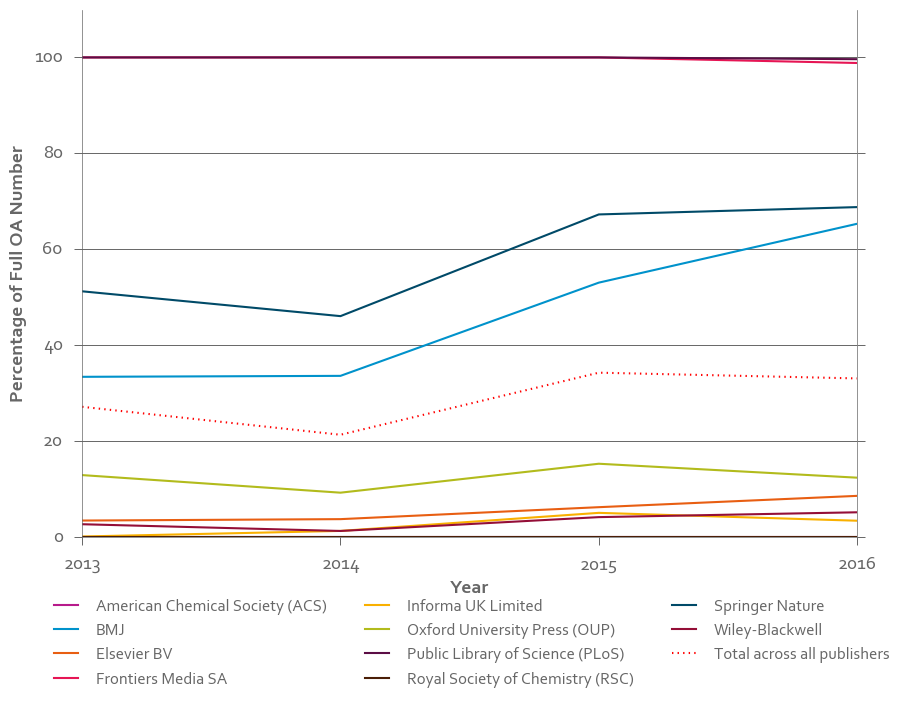 100
80
60
40
20
0
Percentage of Full OA Number
2013 2014 2015 2016
Year
American Chemical Society (ACS) Informa UK Limited Springer Nature
BMJ Oxford University Press (OUP) Wiley-Blackwell
Elsevier BV Public Library of Science (PLoS) Total across all publishers
Frontiers Media SA Royal Society of Chemistry (RSC)